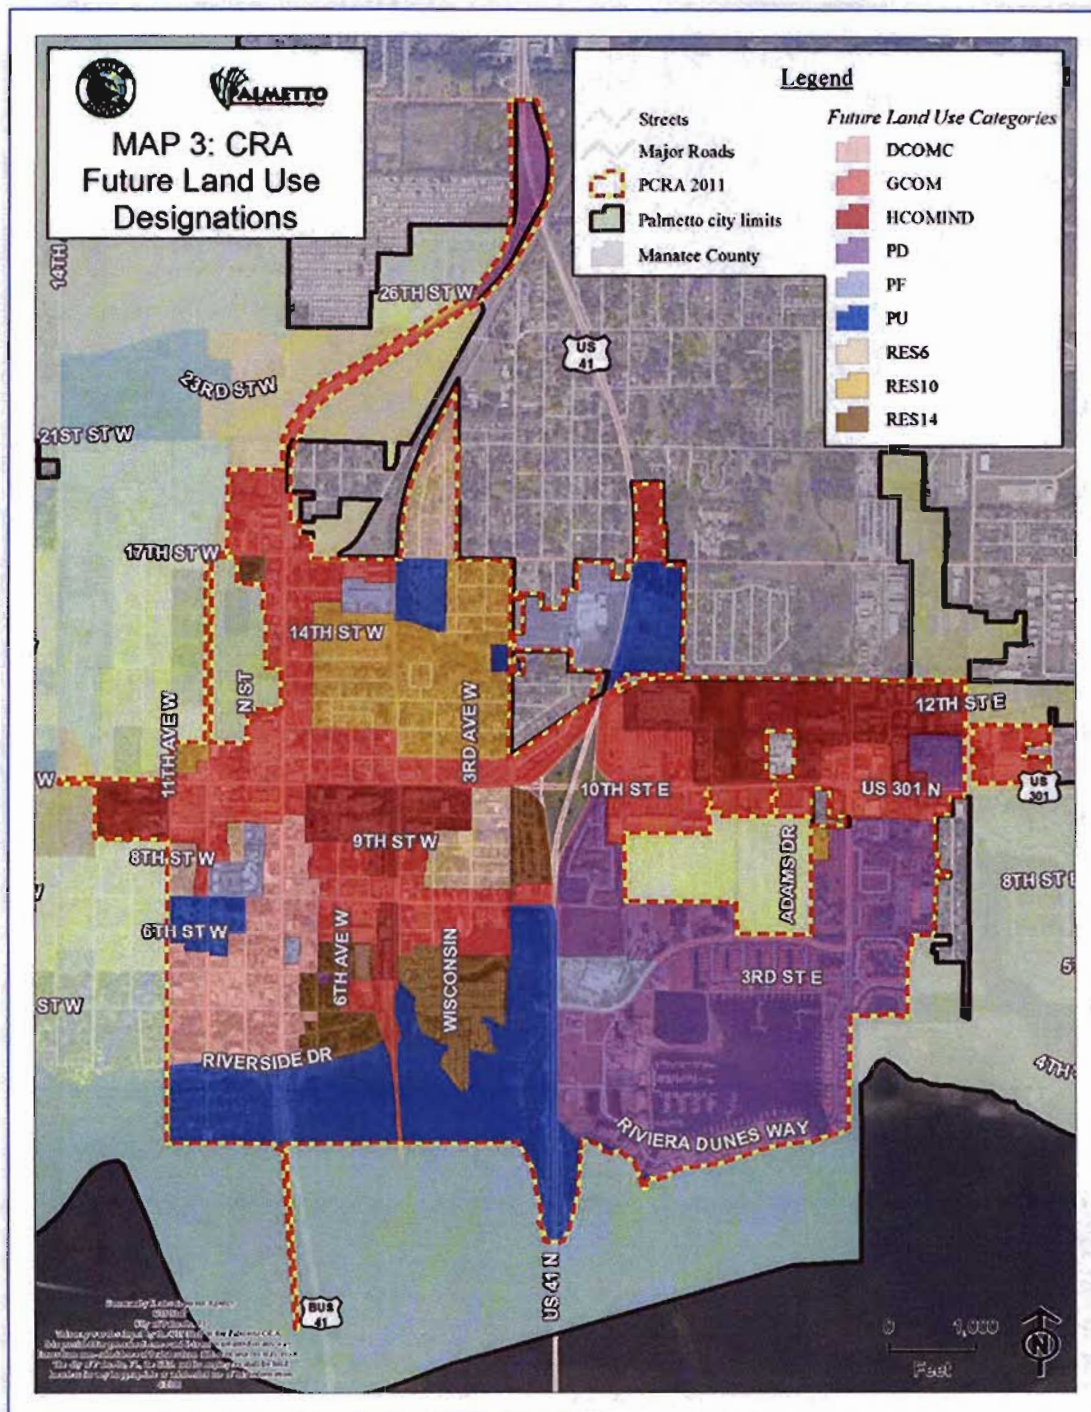 PALMETTO
MAP 3: CRA
Future Land Use
Designations
Legend
Streets
Major Roads
PCRA 2011
Palmetto city limits
Manatee County
Future Land Use Categories
DCOMC
GCOM
HCOMIND
PD
PF
PU
RES6
RES10
RES14
14TH
26TH ST W
US
41
23RD ST W
21ST ST W
17TH ST W
14TH ST W
N ST
11TH AVE W
3RD AVE W
12TH ST E
W
10TH ST E
US 301 N
US
301
9TH ST W
8TH ST W
ADAMS DR
8TH ST
6TH ST W
6TH AVE W
WISCONSIN
3RD ST E
ST W
RIVERSIDE DR
4TH
RIVIERA DUNES WAY
US 41 N
BUS
41
0 1,000
Feet
N